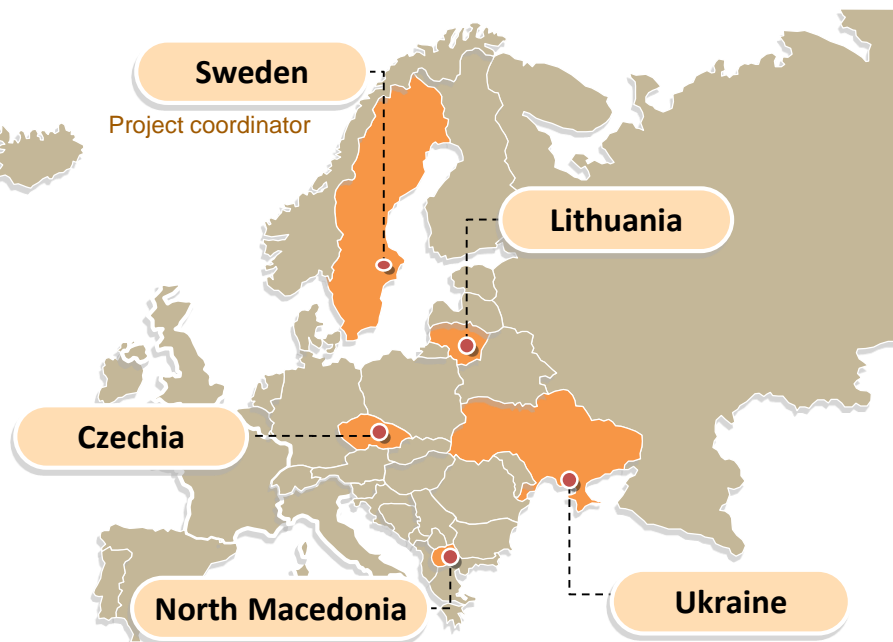 Sweden
Project coordinator
Lithuania
Czechia
North Macedonia
Ukraine